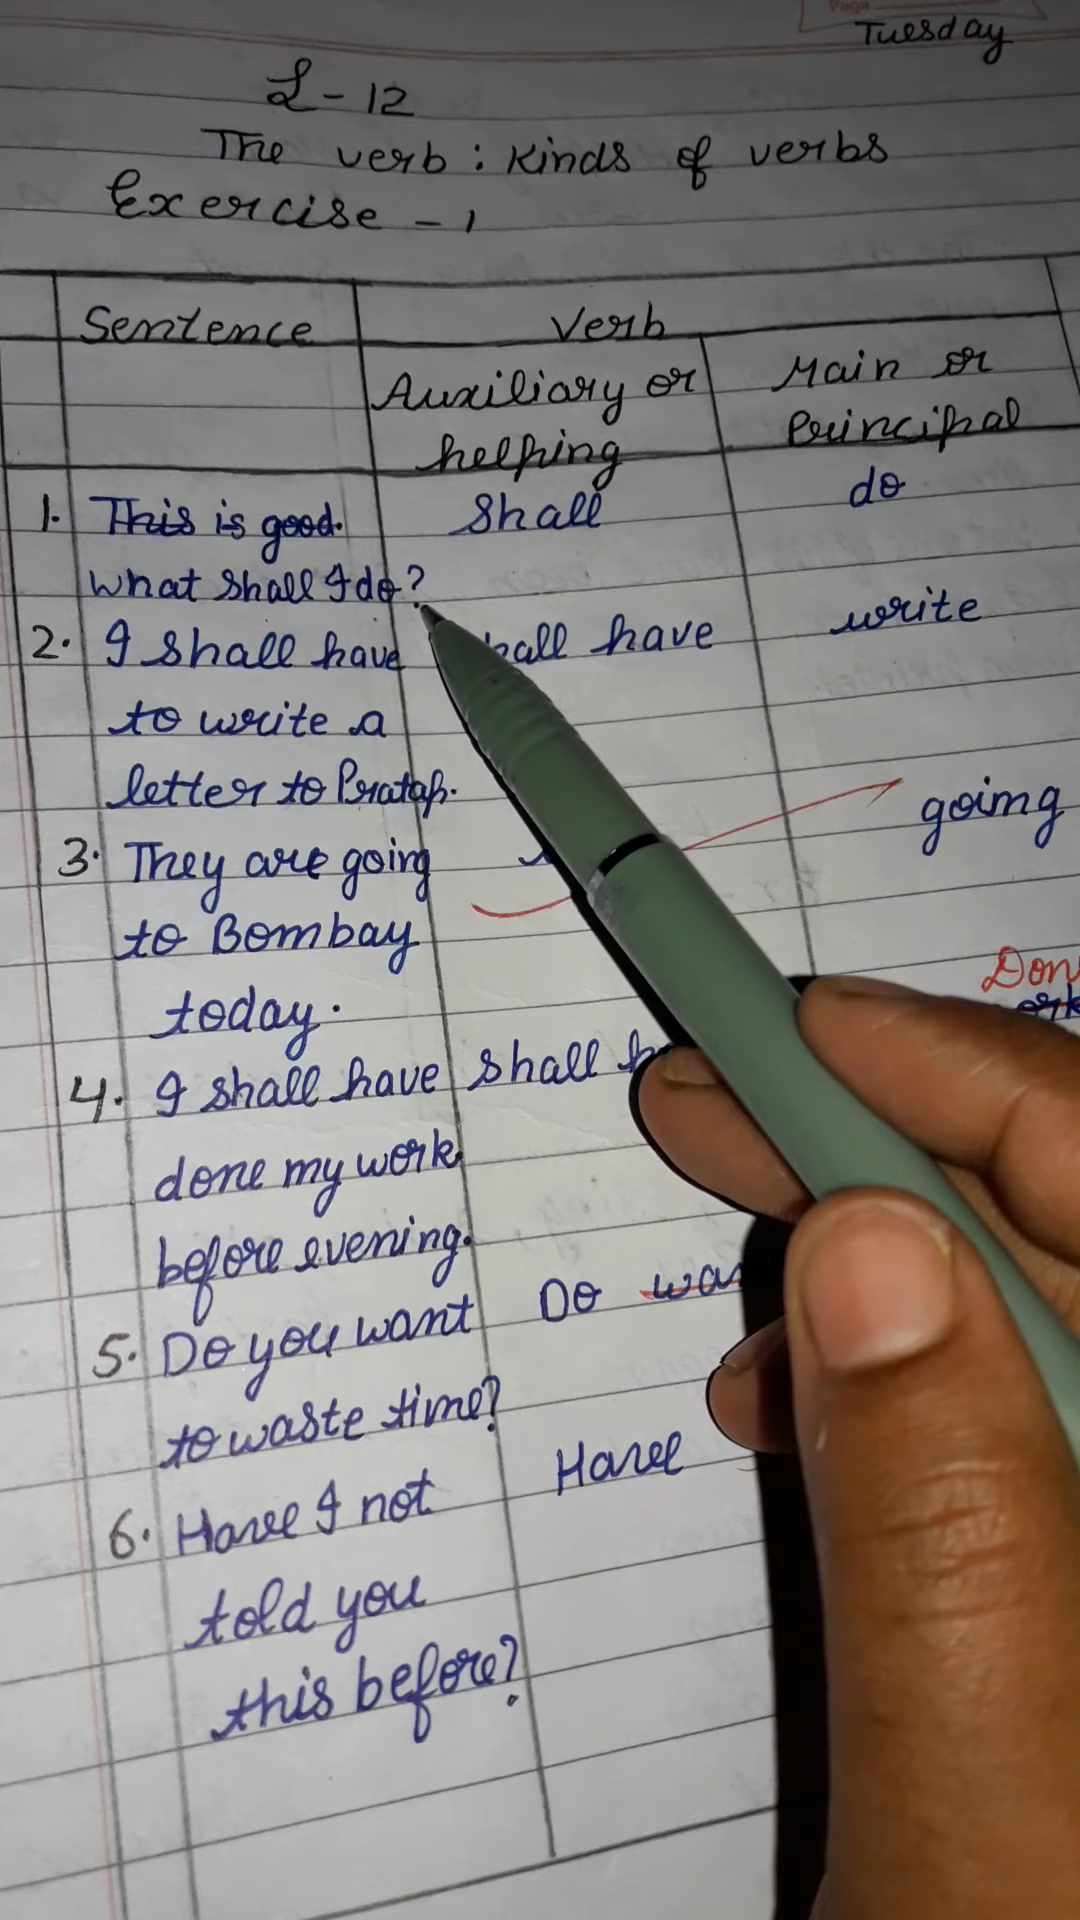 Page
Tuesday
L-12
The verb : Kinds of verbs
Exercise - 1
Sentence Verb
Auxiliary or helping Main or Principal
1. This is good. Shall do
What shall I do?
2. I shall have hall have write
to write a
letter to Pratap.
3. They are going goimg
to Bombay
today.
4. I shall have shall
done my work
before evening.
5. Do you want Do
to waste time?
6. Have I not Have
told you
this before?